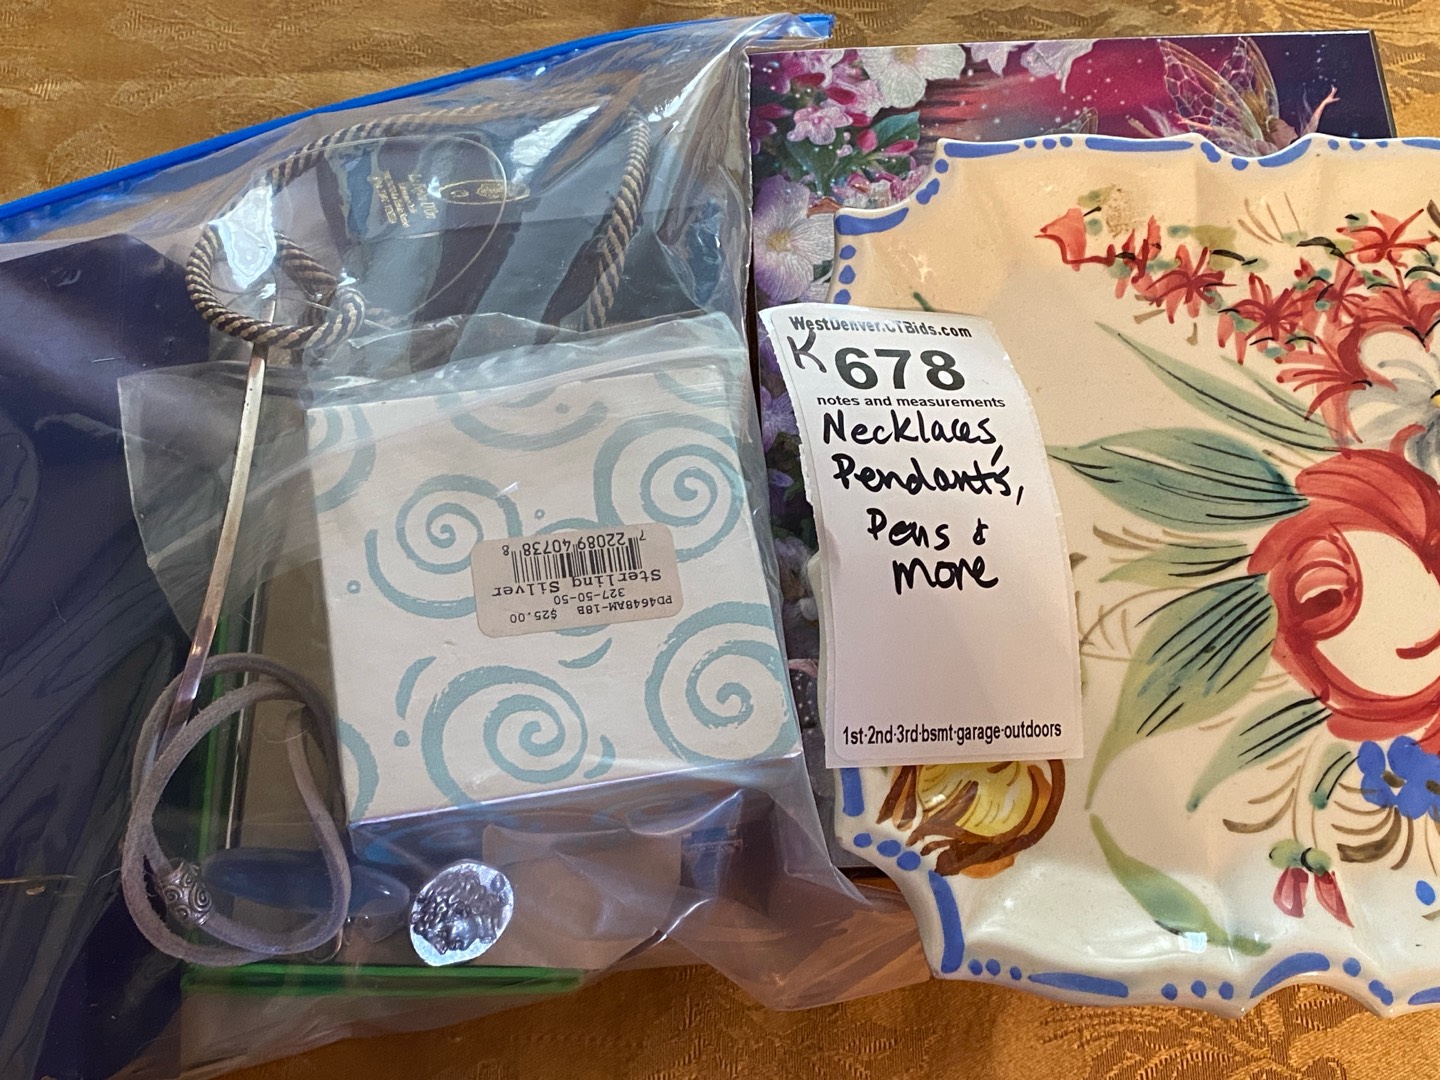 WestDenver.CTBids.com
K 678
notes and measurements
Necklaces,
Pendants,
Pens &
More
1st-2nd-3rd-bsmt-garage-outdoors
PD4648AM-18B $25.00
327-50-50
Sterling Silver
7 22089 40738 8